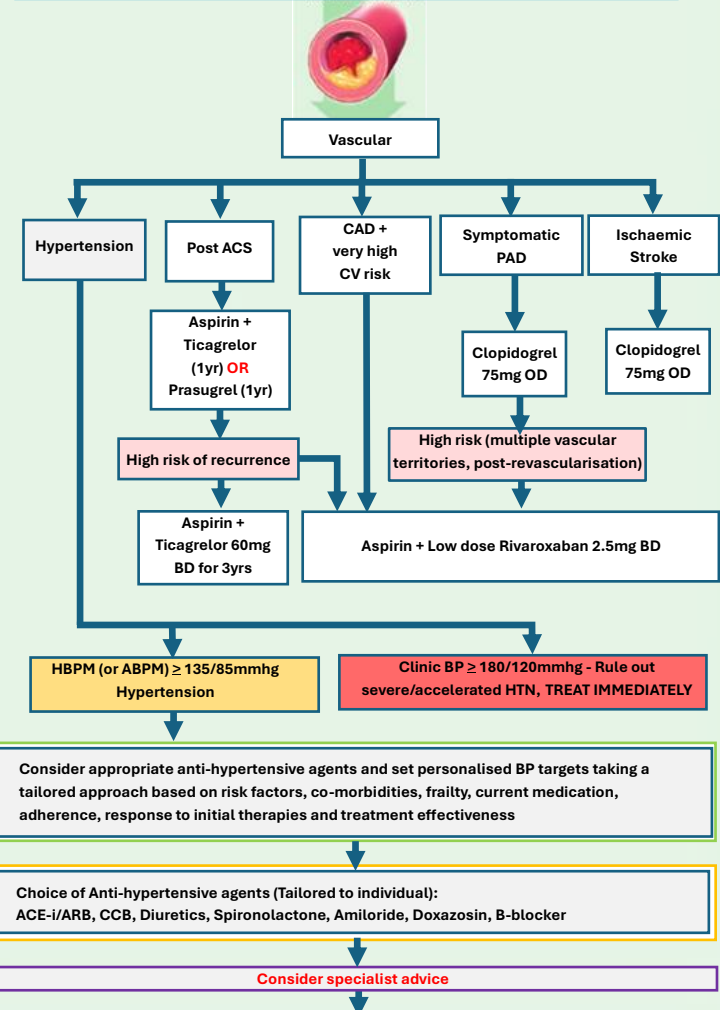 Vascular
Hypertension
Post ACS
CAD +
very high
CV risk
Symptomatic
PAD
Ischaemic
Stroke
Aspirin +
Ticagrelor
(1yr) OR
Prasugrel (1yr)
Clopidogrel
75mg OD
Clopidogrel
75mg OD
High risk of recurrence
High risk (multiple vascular
territories, post-revascularisation)
Aspirin +
Ticagrelor 60mg
BD for 3yrs
Aspirin + Low dose Rivaroxaban 2.5mg BD
HBPM (or ABPM) ≥ 135/85mmhg
Hypertension
Clinic BP ≥ 180/120mmhg - Rule out
severe/accelerated HTN, TREAT IMMEDIATELY
Consider appropriate anti-hypertensive agents and set personalised BP targets taking a
tailored approach based on risk factors, co-morbidities, frailty, current medication,
adherence, response to initial therapies and treatment effectiveness
Choice of Anti-hypertensive agents (Tailored to individual):
ACE-i/ARB, CCB, Diuretics, Spironolactone, Amiloride, Doxazosin, B-blocker
Consider specialist advice